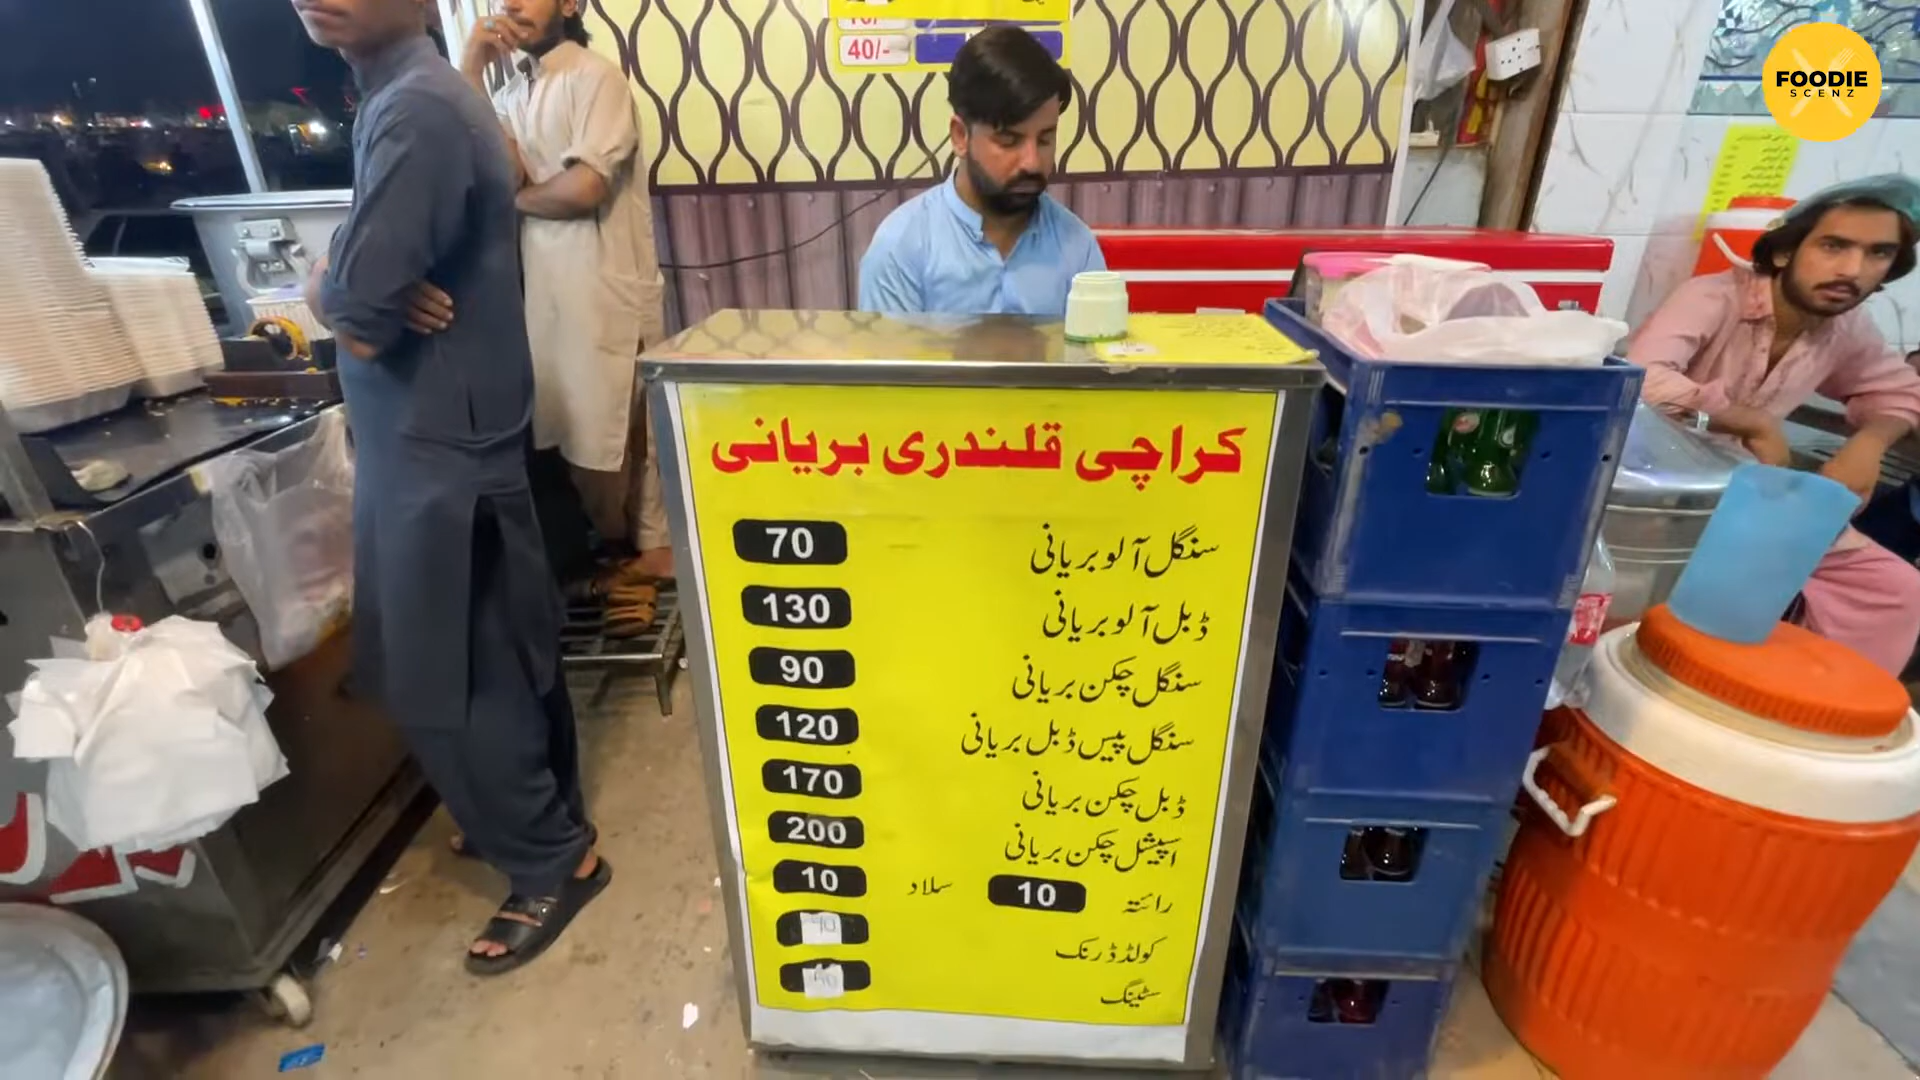 40/-
FOODIE
SCENZ
کراچی قلندری بریانی
سنگل آلو بریانی 70
ڈبل آلو بریانی 130
سنگل چکن بریانی 90
سنگل پیس ڈبل بریانی 120
ڈبل چکن بریانی 170
اسپیشل چکن بریانی 200
رائتہ 10 سلاد 10
کولڈ ڈرنک 40
سٹینگ 40